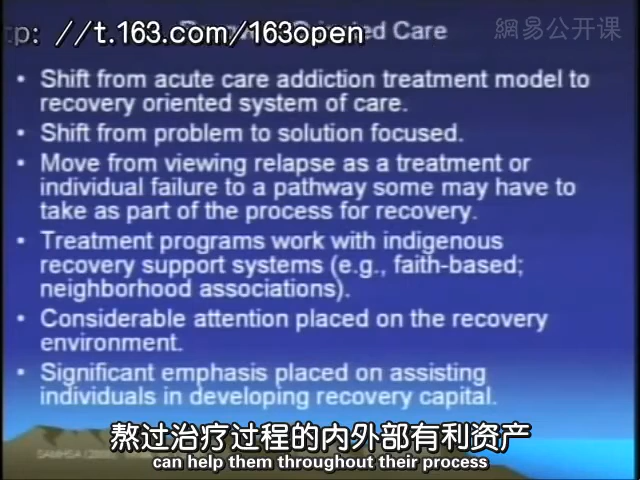 tp: //t.163.com/163open
ted Care
網易公开课
• Shift from acute care addiction treatment model to
recovery oriented system of care.
• Shift from problem to solution focused.
• Move from viewing relapse as a treatment or
individual failure to a pathway some may have to
take as part of the process for recovery.
• Treatment programs work with indigenous
recovery support systems (e.g., faith-based;
neighborhood associations).
• Considerable attention placed on the recovery
environment.
• Significant emphasis placed on assisting
individuals in developing recovery capital.
熬过治疗过程的内外部有利资产
can help them throughout their process
SAMHSA